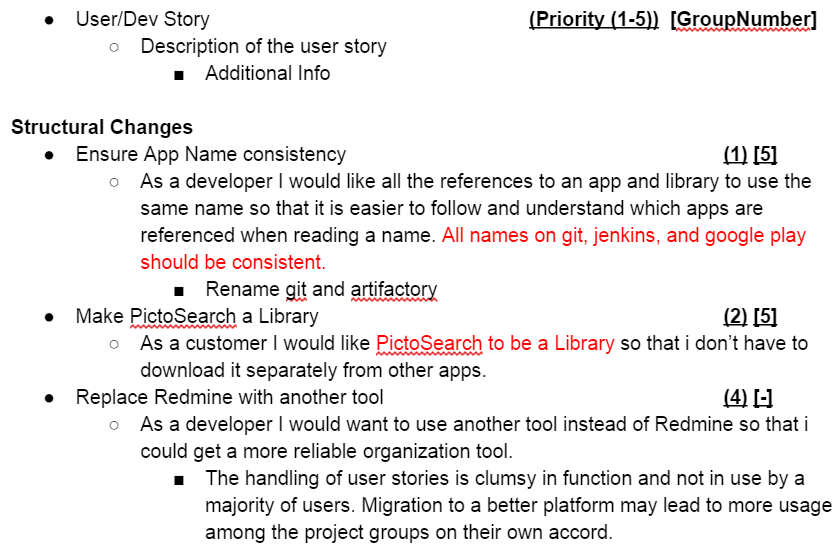 ● User/Dev Story (Priority (1-5)) [GroupNumber]
○ Description of the user story
■ Additional Info
Structural Changes
● Ensure App Name consistency (1) [5]
○ As a developer I would like all the references to an app and library to use the
same name so that it is easier to follow and understand which apps are
referenced when reading a name. All names on git, jenkins, and google play
should be consistent.
■ Rename git and artifactory
● Make PictoSearch a Library (2) [5]
○ As a customer I would like PictoSearch to be a Library so that i don't have to
download it separately from other apps.
● Replace Redmine with another tool (4) [-]
○ As a developer I would want to use another tool instead of Redmine so that i
could get a more reliable organization tool.
■ The handling of user stories is clumsy in function and not in use by a
majority of users. Migration to a better platform may lead to more usage
among the project groups on their own accord.